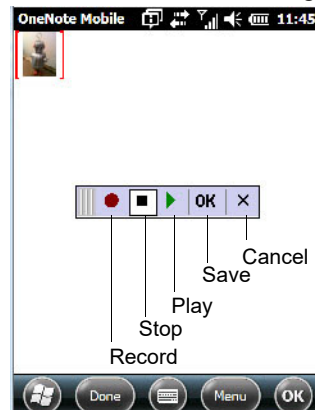 OneNote Mobile 11:45
OK
Cancel
Save
Play
Stop
Record
Done Menu OK